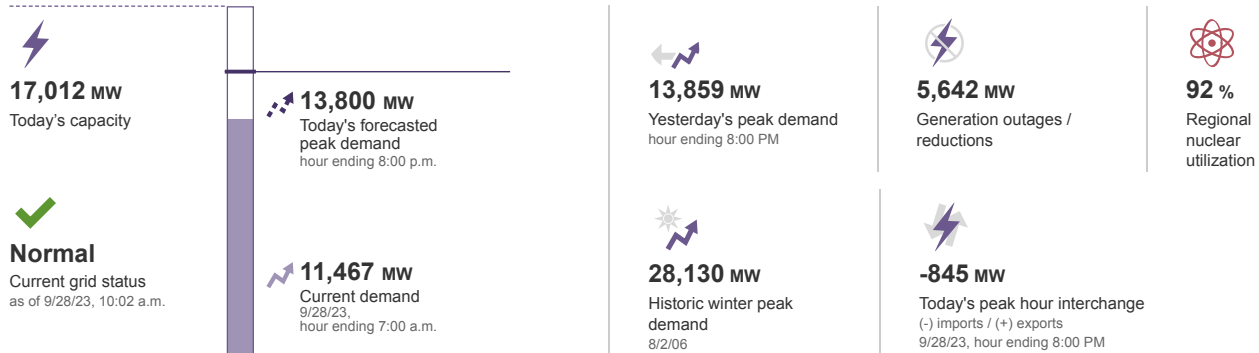 17,012 MW
Today's capacity
Normal
Current grid status
as of 9/28/23, 10:02 a.m.
13,800 MW
Today's forecasted
peak demand
hour ending 8:00 p.m.
11,467 MW
Current demand
9/28/23,
hour ending 7:00 a.m.
13,859 MW
Yesterday's peak demand
hour ending 8:00 PM
5,642 MW
Generation outages /
reductions
92 %
Regional
nuclear
utilization
28,130 MW
Historic winter peak
demand
8/2/06
-845 MW
Today's peak hour interchange
(-) imports / (+) exports
9/28/23, hour ending 8:00 PM